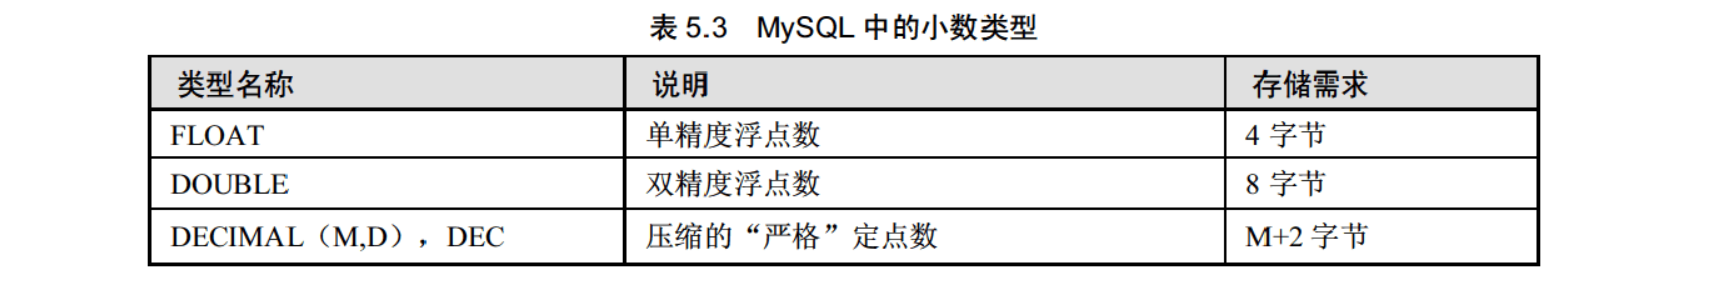 表 5.3 MySQL 中的小数类型
类型名称 说明 存储需求
FLOAT 单精度浮点数 4 字节
DOUBLE 双精度浮点数 8 字节
DECIMAL（M,D），DEC 压缩的“严格”定点数 M+2 字节